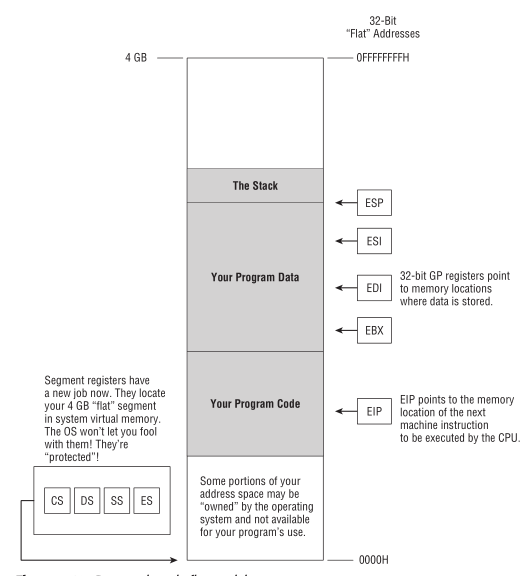 32-Bit
“Flat” Addresses
4 GB
0FFFFFFFFH
The Stack
ESP
ESI
Your Program Data
EDI
32-bit GP registers point
to memory locations
where data is stored.
EBX
Segment registers have
a new job now. They locate
your 4 GB “flat” segment
in system virtual memory.
The OS won’t let you fool
with them! They’re
“protected”!
Your Program Code
EIP
EIP points to the memory
location of the next
machine instruction
to be executed by the CPU.
CS DS SS ES
Some portions of your
address space may be
“owned” by the operating
system and not available
for your program’s use.
0000H